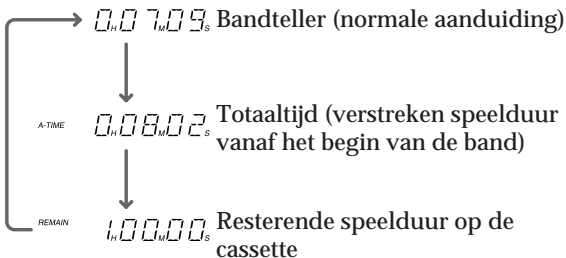 0H07M09S Bandteller (normale aanduiding)
A-TIME 0H08M02S Totaaltijd (verstreken speelduur
vanaf het begin van de band)
REMAIN 1H00M00S Resterende speelduur op de
cassette